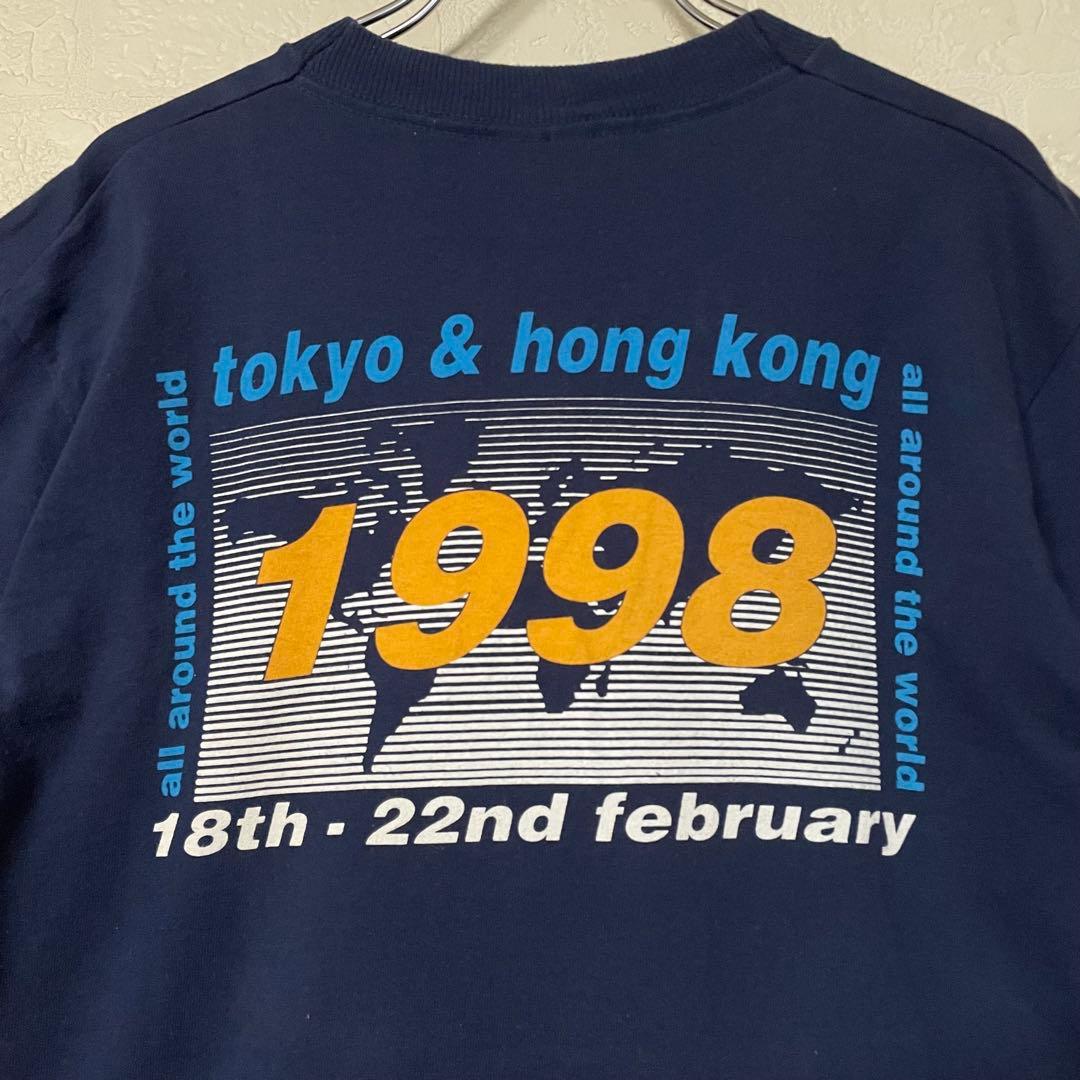 tokyo & hong kong
all around the world
1998
all around the world
18th - 22nd february